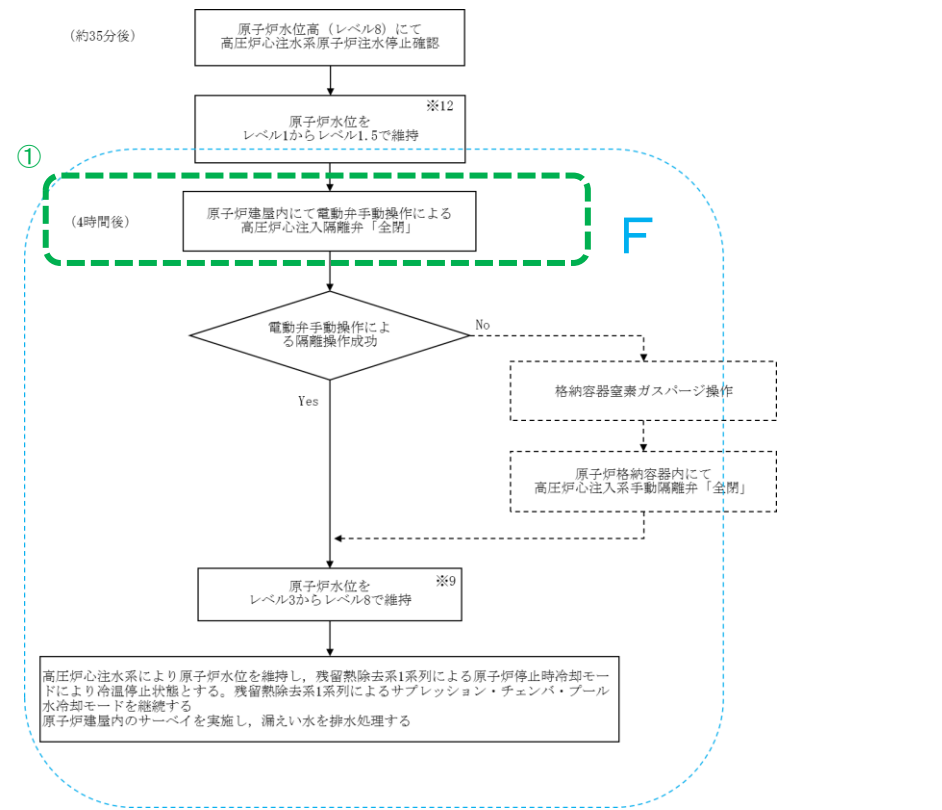 (約35分後)
原子炉水位高（レベル8）にて
高圧炉心注水系原子炉注水停止確認
※12
原子炉水位を
レベル1からレベル1.5で維持
①
(4時間後)
原子炉建屋内にて電動弁手動操作による
高圧炉心注入隔離弁「全閉」
F
電動弁手動操作によ
る隔離操作成功
No
Yes
格納容器窒素ガスパージ操作
原子炉格納容器内にて
高圧炉心注入系手動隔離弁「全閉」
※9
原子炉水位を
レベル3からレベル8で維持
高圧炉心注水系により原子炉水位を維持し，残留熱除去系1系列による原子炉停止時冷却モー
ドにより冷温停止状態とする。残留熱除去系1系列によるサプレッション・チェンバ・プール
水冷却モードを継続する
原子炉建屋内のサーベイを実施し，漏えい水を排水処理する